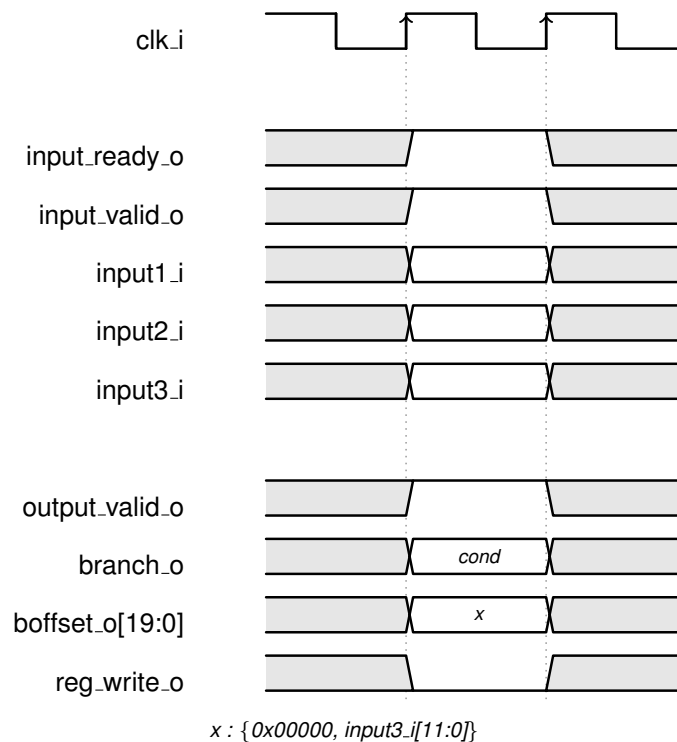 clk_i
input_ready_o
input_valid_o
input1_i
input2_i
input3_i
output_valid_o
branch_o cond
boffset_o[19:0] x
reg_write_o
x : {0x00000, input3_i[11:0]}